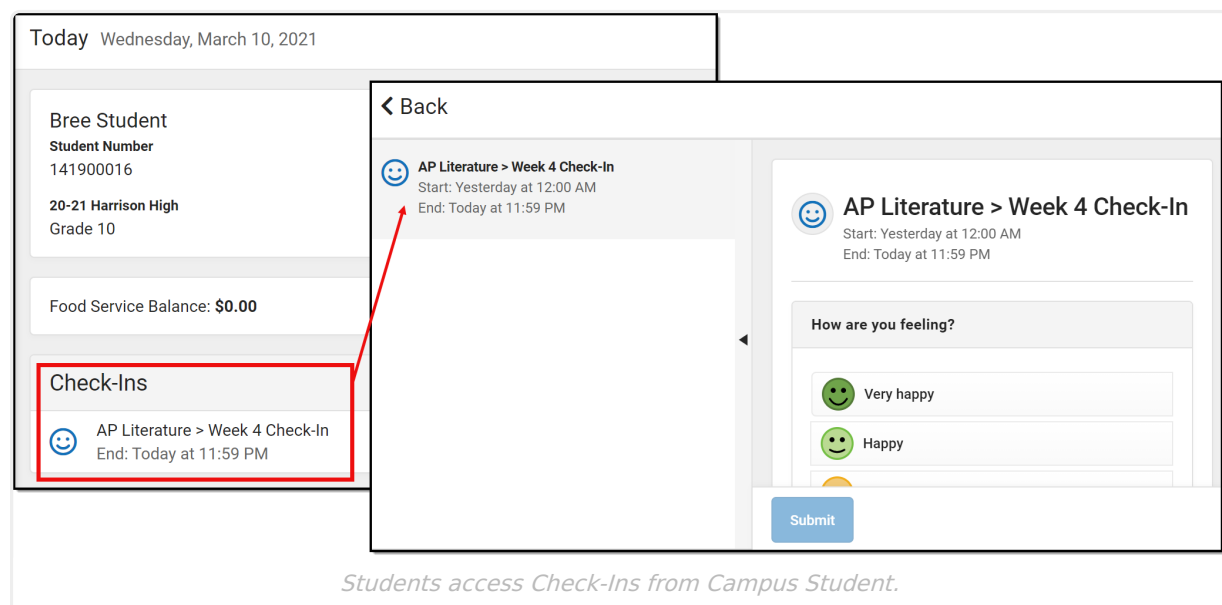 Today Wednesday, March 10, 2021
Bree Student
Student Number
141900016
20-21 Harrison High
Grade 10
Food Service Balance: $0.00
Check-Ins
AP Literature > Week 4 Check-In
End: Today at 11:59 PM
Back
AP Literature > Week 4 Check-In
Start: Yesterday at 12:00 AM
End: Today at 11:59 PM
AP Literature > Week 4 Check-In
Start: Yesterday at 12:00 AM
End: Today at 11:59 PM
How are you feeling?
Very happy
Happy
Submit
Students access Check-Ins from Campus Student.